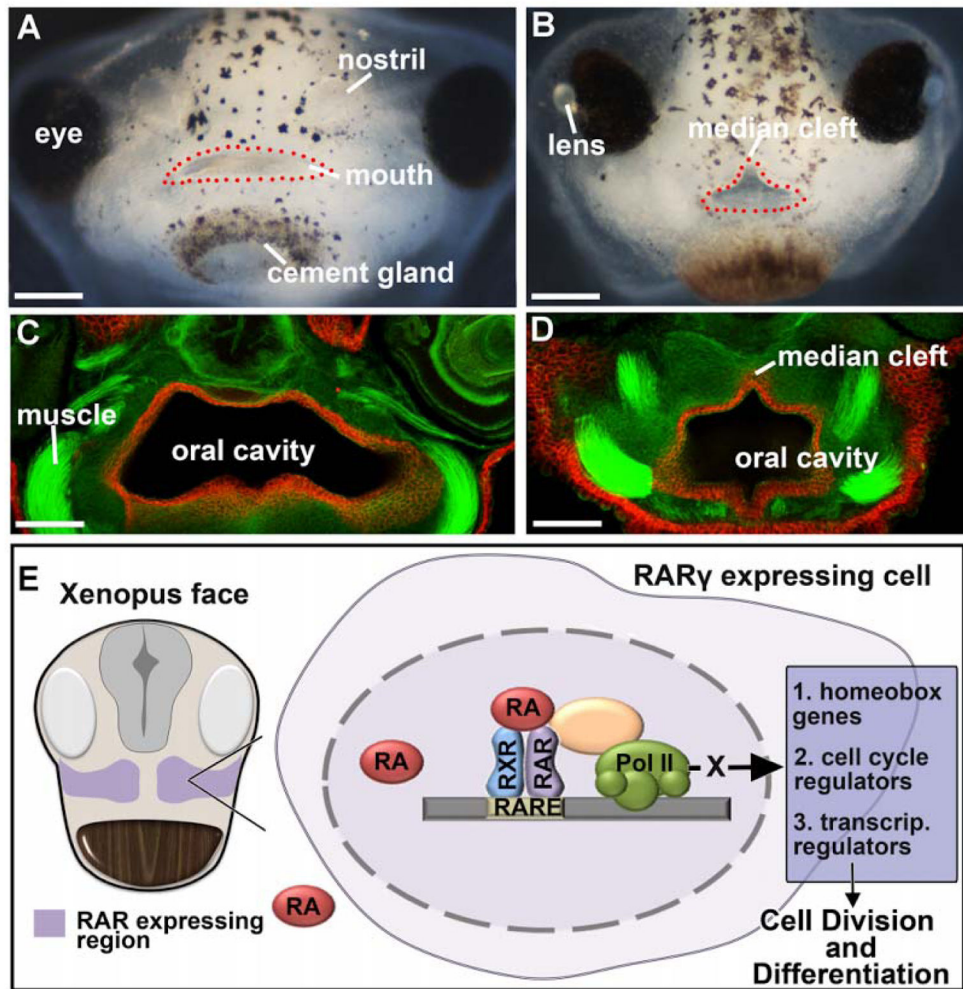 A
nostril
eye
mouth
cement gland
B
median cleft
lens
C
muscle
oral cavity
D
median cleft
oral cavity
E
Xenopus face
RAR expressing
region
RARγ expressing cell
RA
RA
RA
RXR
RAR
RARE
Pol II
X
1. homeobox
genes
2. cell cycle
regulators
3. transcrip.
regulators
Cell Division
and
Differentiation